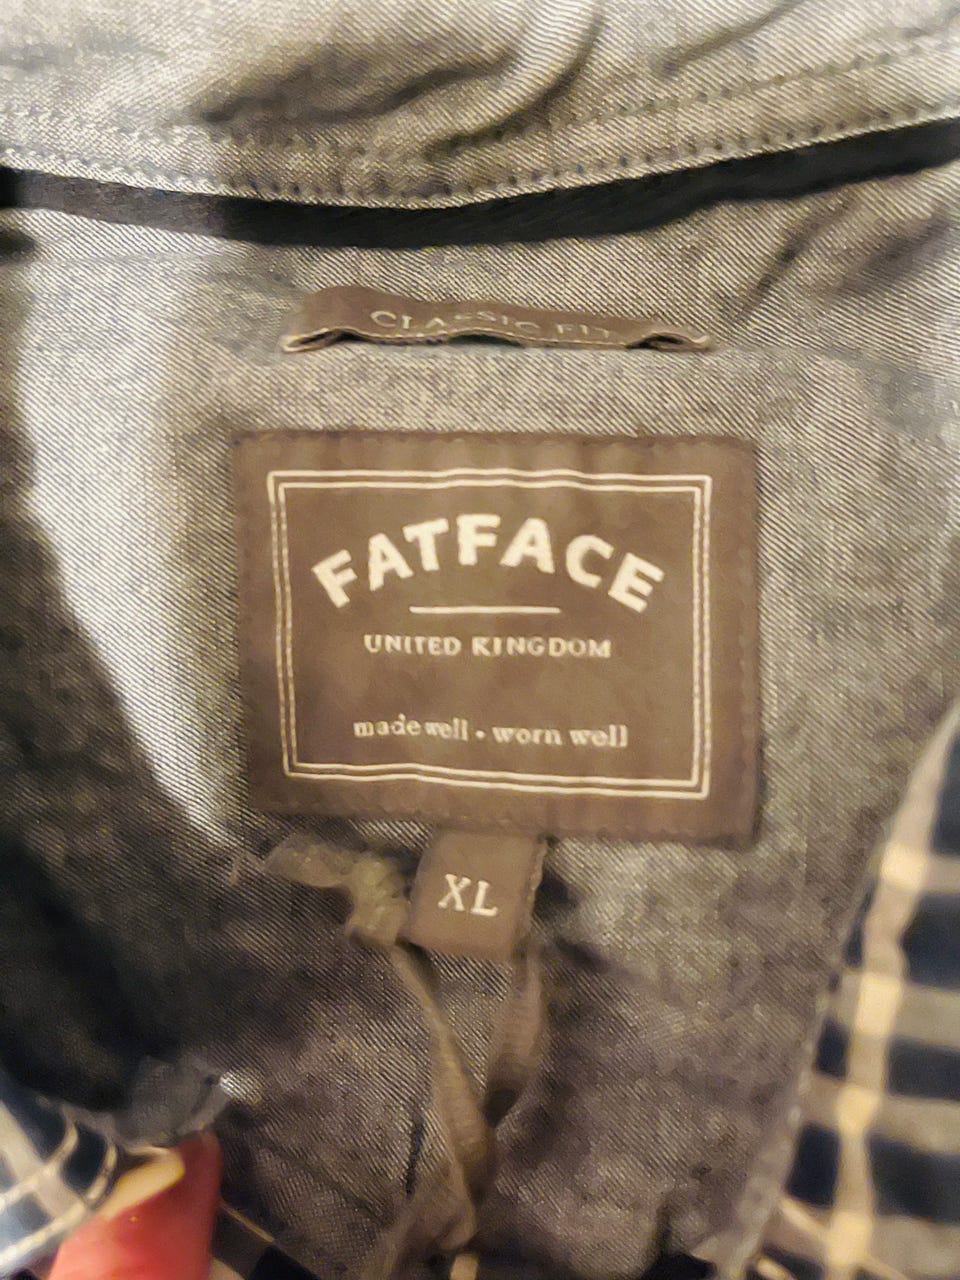 CLASSIC FIT
FATFACE
UNITED KINGDOM
made well • worn well
XL